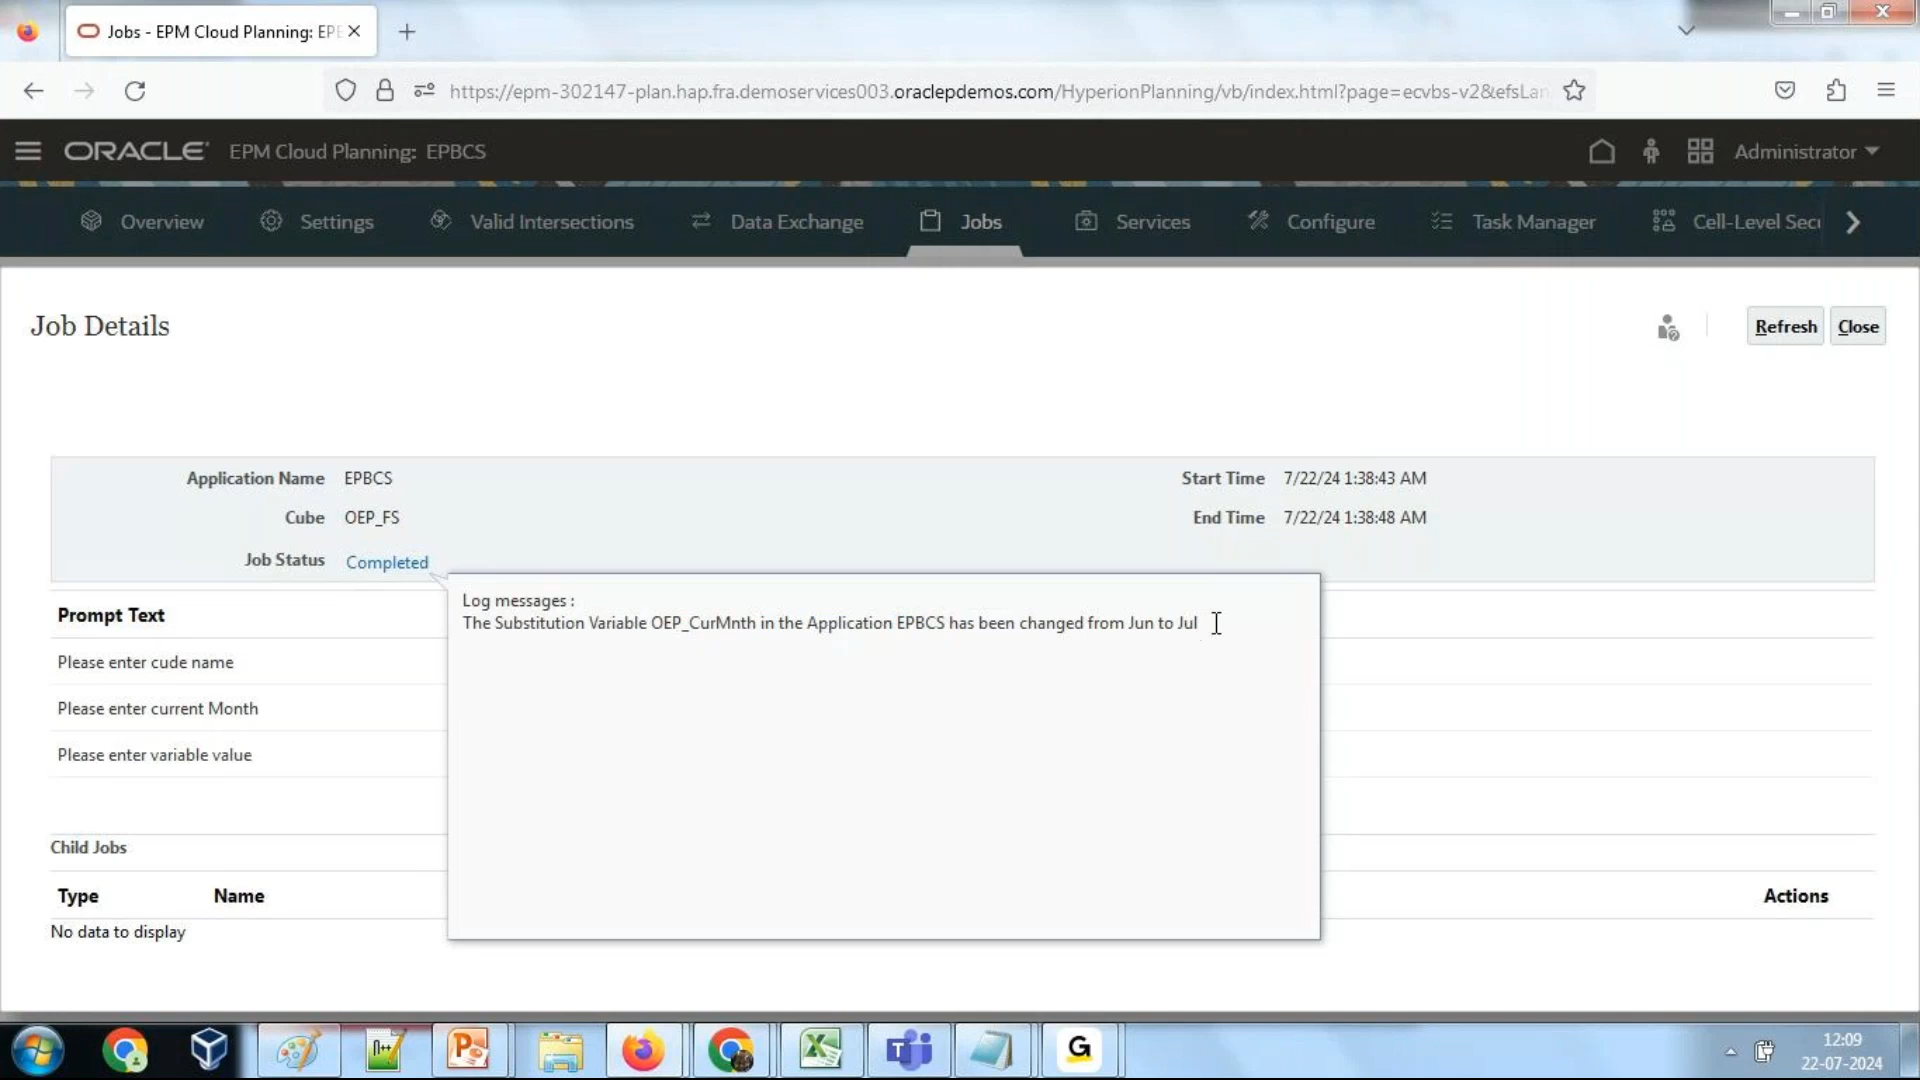 Jobs - EPM Cloud Planning: EPB
https://epm-302147-plan.hap.fra.demoservices003.oraclepdemos.com/HyperionPlanning/vb/index.html?page=ecvbs-v2&efsLan
ORACLE EPM Cloud Planning: EPBCS Administrator
Overview Settings Valid Intersections Data Exchange Jobs Services Configure Task Manager Cell-Level Secu
Job Details
Refresh Close
Application Name EPBCS Start Time 7/22/24 1:38:43 AM
Cube OEP_FS End Time 7/22/24 1:38:48 AM
Job Status Completed
Log messages :
The Substitution Variable OEP_CurMnth in the Application EPBCS has been changed from Jun to Jul
Prompt Text
Please enter cude name
Please enter current Month
Please enter variable value
Child Jobs
Type Name Actions
No data to display
12:09
22-07-2024